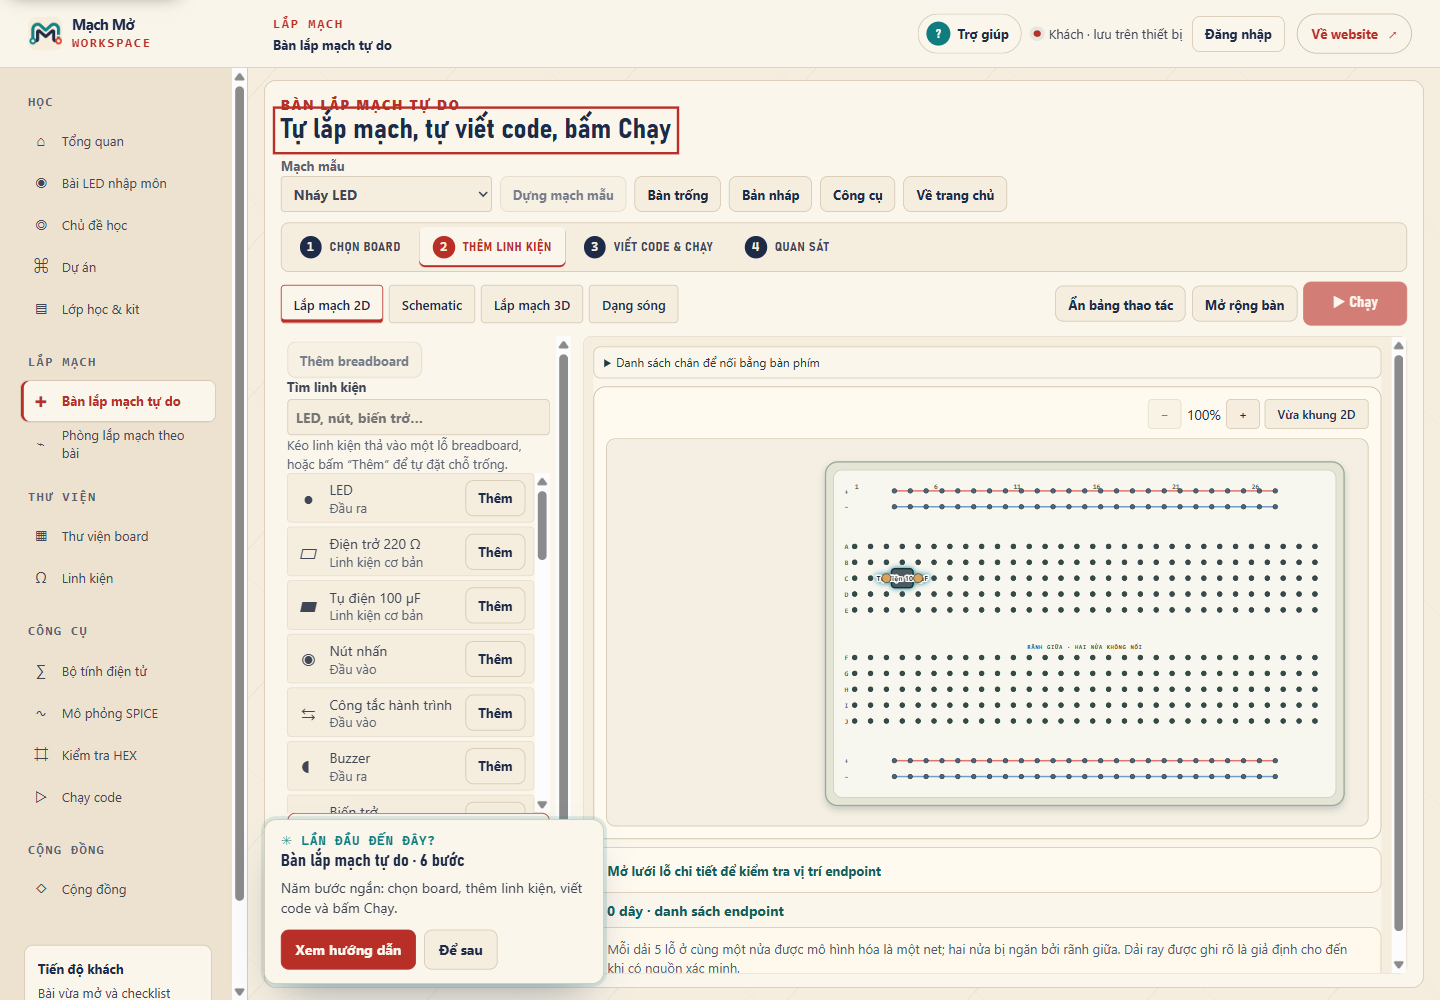 Mạch Mở
WORKSPACE
LẮP MẠCH
Bàn lắp mạch tự do
? Trợ giúp
Khách · lưu trên thiết bị
Đăng nhập
Về website ↗
HỌC
Tổng quan
Bài LED nhập môn
Chủ đề học
Dự án
Lớp học & kit
LẮP MẠCH
Bàn lắp mạch tự do
Phòng lắp mạch theo
bài
THƯ VIỆN
Thư viện board
Linh kiện
CÔNG CỤ
Bộ tính điện tử
Mô phỏng SPICE
Kiểm tra HEX
Chạy code
CỘNG ĐỒNG
Cộng đồng
Tiến độ khách
Bài vừa mở và checklist
BÀN LẮP MẠCH TỰ DO
Tự lắp mạch, tự viết code, bấm Chạy
Mạch mẫu
Nháy LED
Dựng mạch mẫu
Bàn trống
Bản nháp
Công cụ
Về trang chủ
1 CHỌN BOARD
2 THÊM LINH KIỆN
3 VIẾT CODE & CHẠY
4 QUAN SÁT
Lắp mạch 2D
Schematic
Lắp mạch 3D
Dạng sóng
Ẩn bảng thao tác
Mở rộng bàn
▶ Chạy
Thêm breadboard
Tìm linh kiện
LED, nút, biến trở...
Kéo linh kiện thả vào một lỗ breadboard,
hoặc bấm "Thêm" để tự đặt chỗ trống.
LED
Đầu ra
Thêm
Điện trở 220 Ω
Linh kiện cơ bản
Thêm
Tụ điện 100 µF
Linh kiện cơ bản
Thêm
Nút nhấn
Đầu vào
Thêm
Công tắc hành trình
Đầu vào
Thêm
Buzzer
Đầu ra
Thêm
Biến trở
▶ Danh sách chân để nối bằng bàn phím
− 100% + Vừa khung 2D
+ 1 6 11 16 21 26
−
A
B
C
D
E
RÃNH GIỮA · HAI NỬA KHÔNG NỐI
F
G
H
I
J
+
−
Mở lưới lỗ chi tiết để kiểm tra vị trí endpoint
0 dây · danh sách endpoint
Mỗi dải 5 lỗ ở cùng một nửa được mô hình hóa là một net; hai nửa bị ngăn bởi rãnh giữa. Dải ray được ghi rõ là giả định cho đến
khi có nguồn xác minh.
✳ LẦN ĐẦU ĐẾN ĐÂY?
Bàn lắp mạch tự do · 6 bước
Năm bước ngắn: chọn board, thêm linh kiện, viết
code và bấm Chạy.
Xem hướng dẫn
Để sau